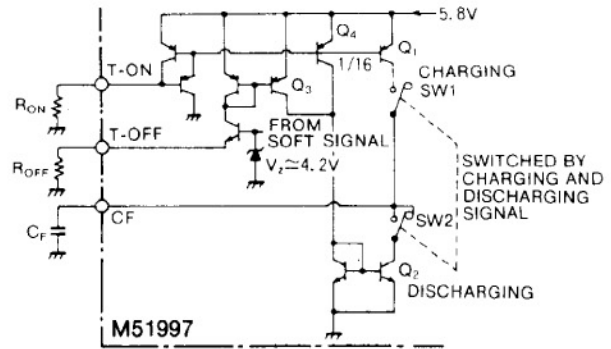 5.8V
Q4
Q1
T-ON
1/16
CHARGING
SW1
RON
Q3
T-OFF
FROM
SOFT SIGNAL
VZ≃4.2V
ROFF
SWITCHED BY
CHARGING AND
DISCHARGING
SIGNAL
CF
SW2
CF
Q2
DISCHARGING
M51997